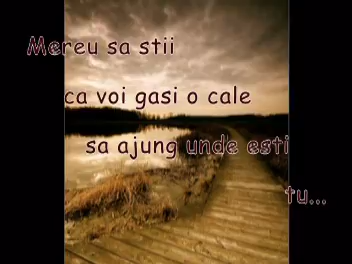 Mereu sa stii
ca voi gasi o cale
sa ajung unde esti
tu...